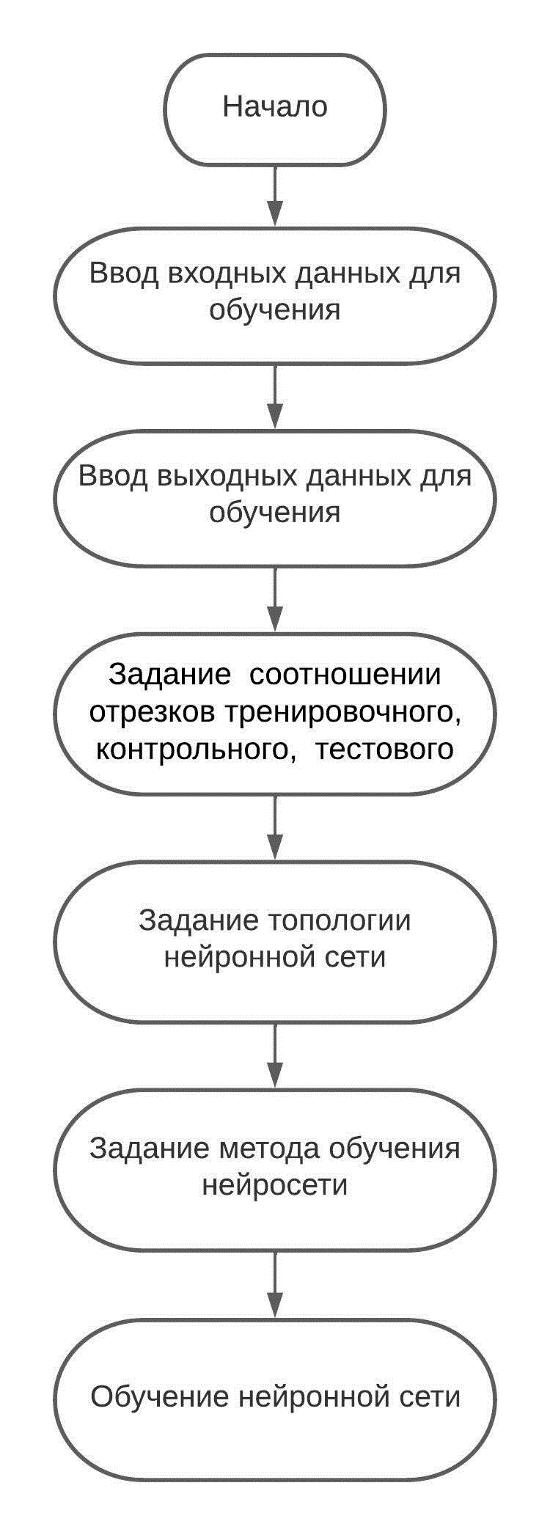 Начало
Ввод входных данных для
обучения
Ввод выходных данных для
обучения
Задание соотношении
отрезков тренировочного,
контрольного, тестового
Задание топологии
нейронной сети
Задание метода обучения
нейросети
Обучение нейронной сети